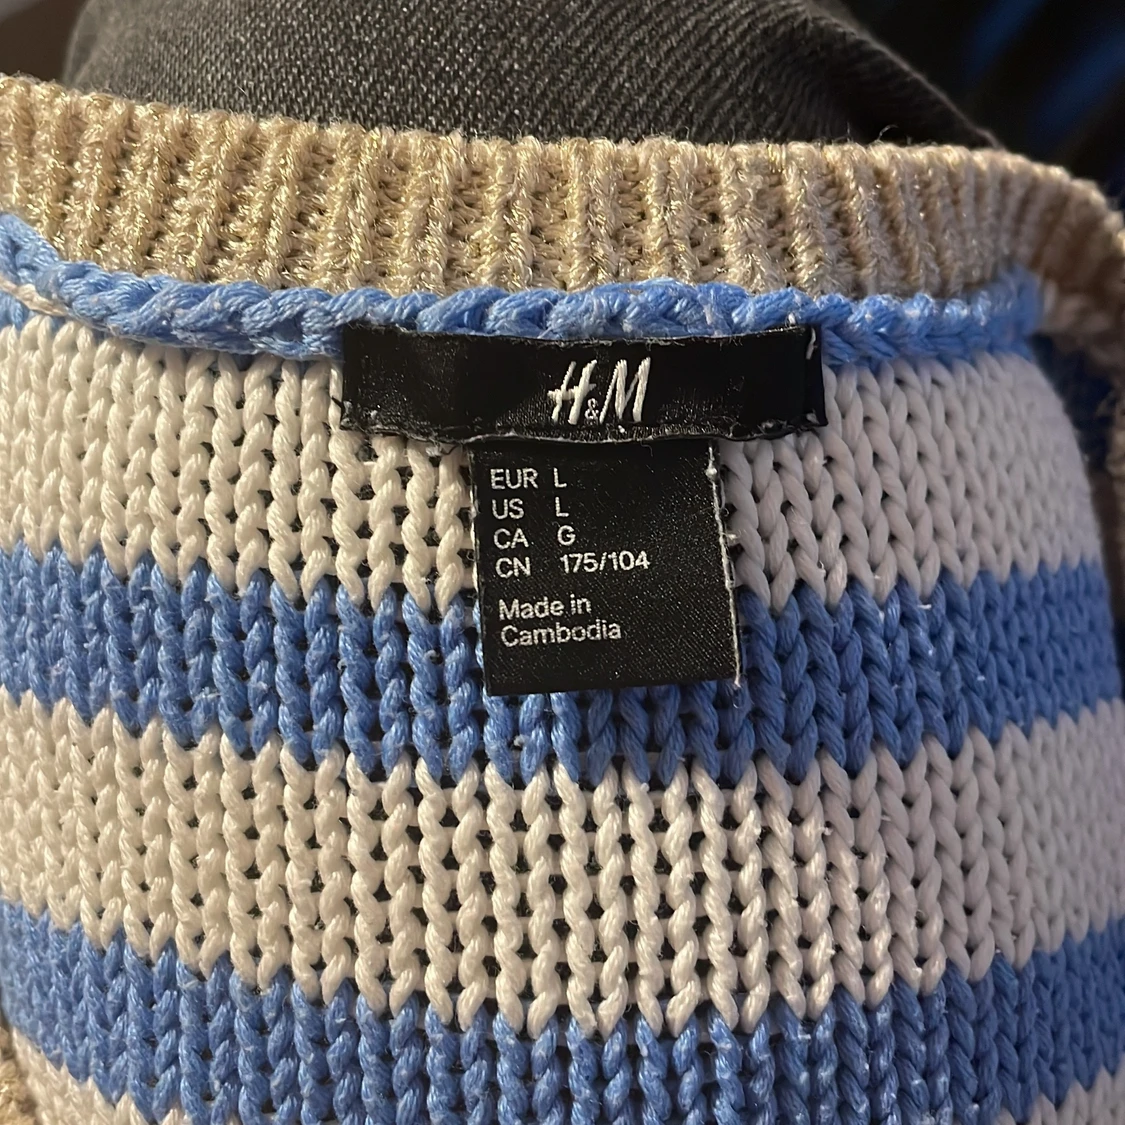 H&M
EUR L
US L
CA G
CN 175/104
Made in
Cambodia